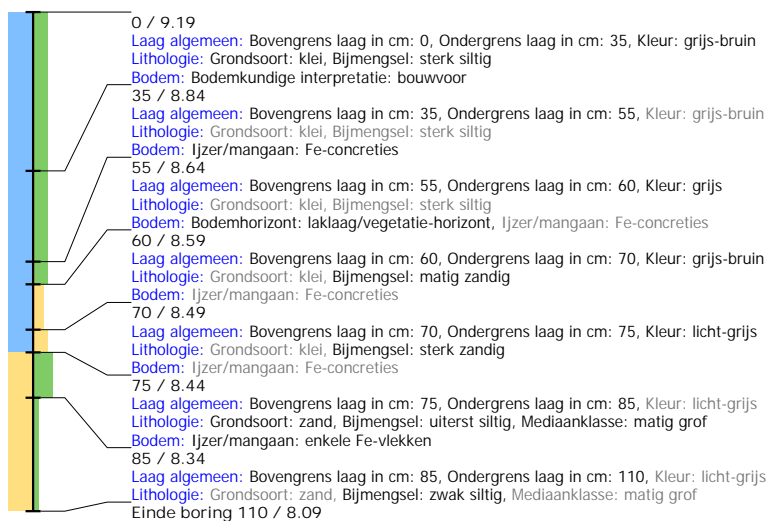 0 / 9.19
Laag algemeen: Bovengrens laag in cm: 0, Ondergrens laag in cm: 35, Kleur: grijs-bruin
Lithologie: Grondsoort: klei, Bijmengsel: sterk siltig
Bodem: Bodemkundige interpretatie: bouwvoor
35 / 8.84
Laag algemeen: Bovengrens laag in cm: 35, Ondergrens laag in cm: 55, Kleur: grijs-bruin
Lithologie: Grondsoort: klei, Bijmengsel: sterk siltig
Bodem: Ijzer/mangaan: Fe-concreties
55 / 8.64
Laag algemeen: Bovengrens laag in cm: 55, Ondergrens laag in cm: 60, Kleur: grijs
Lithologie: Grondsoort: klei, Bijmengsel: sterk siltig
Bodem: Bodemhorizont: laklaag/vegetatie-horizont, Ijzer/mangaan: Fe-concreties
60 / 8.59
Laag algemeen: Bovengrens laag in cm: 60, Ondergrens laag in cm: 70, Kleur: grijs-bruin
Lithologie: Grondsoort: klei, Bijmengsel: matig zandig
Bodem: Ijzer/mangaan: Fe-concreties
70 / 8.49
Laag algemeen: Bovengrens laag in cm: 70, Ondergrens laag in cm: 75, Kleur: licht-grijs
Lithologie: Grondsoort: klei, Bijmengsel: sterk zandig
Bodem: Ijzer/mangaan: Fe-concreties
75 / 8.44
Laag algemeen: Bovengrens laag in cm: 75, Ondergrens laag in cm: 85, Kleur: licht-grijs
Lithologie: Grondsoort: zand, Bijmengsel: uiterst siltig, Mediaanklasse: matig grof
Bodem: Ijzer/mangaan: enkele Fe-vlekken
85 / 8.34
Laag algemeen: Bovengrens laag in cm: 85, Ondergrens laag in cm: 110, Kleur: licht-grijs
Lithologie: Grondsoort: zand, Bijmengsel: zwak siltig, Mediaanklasse: matig grof
Einde boring 110 / 8.09